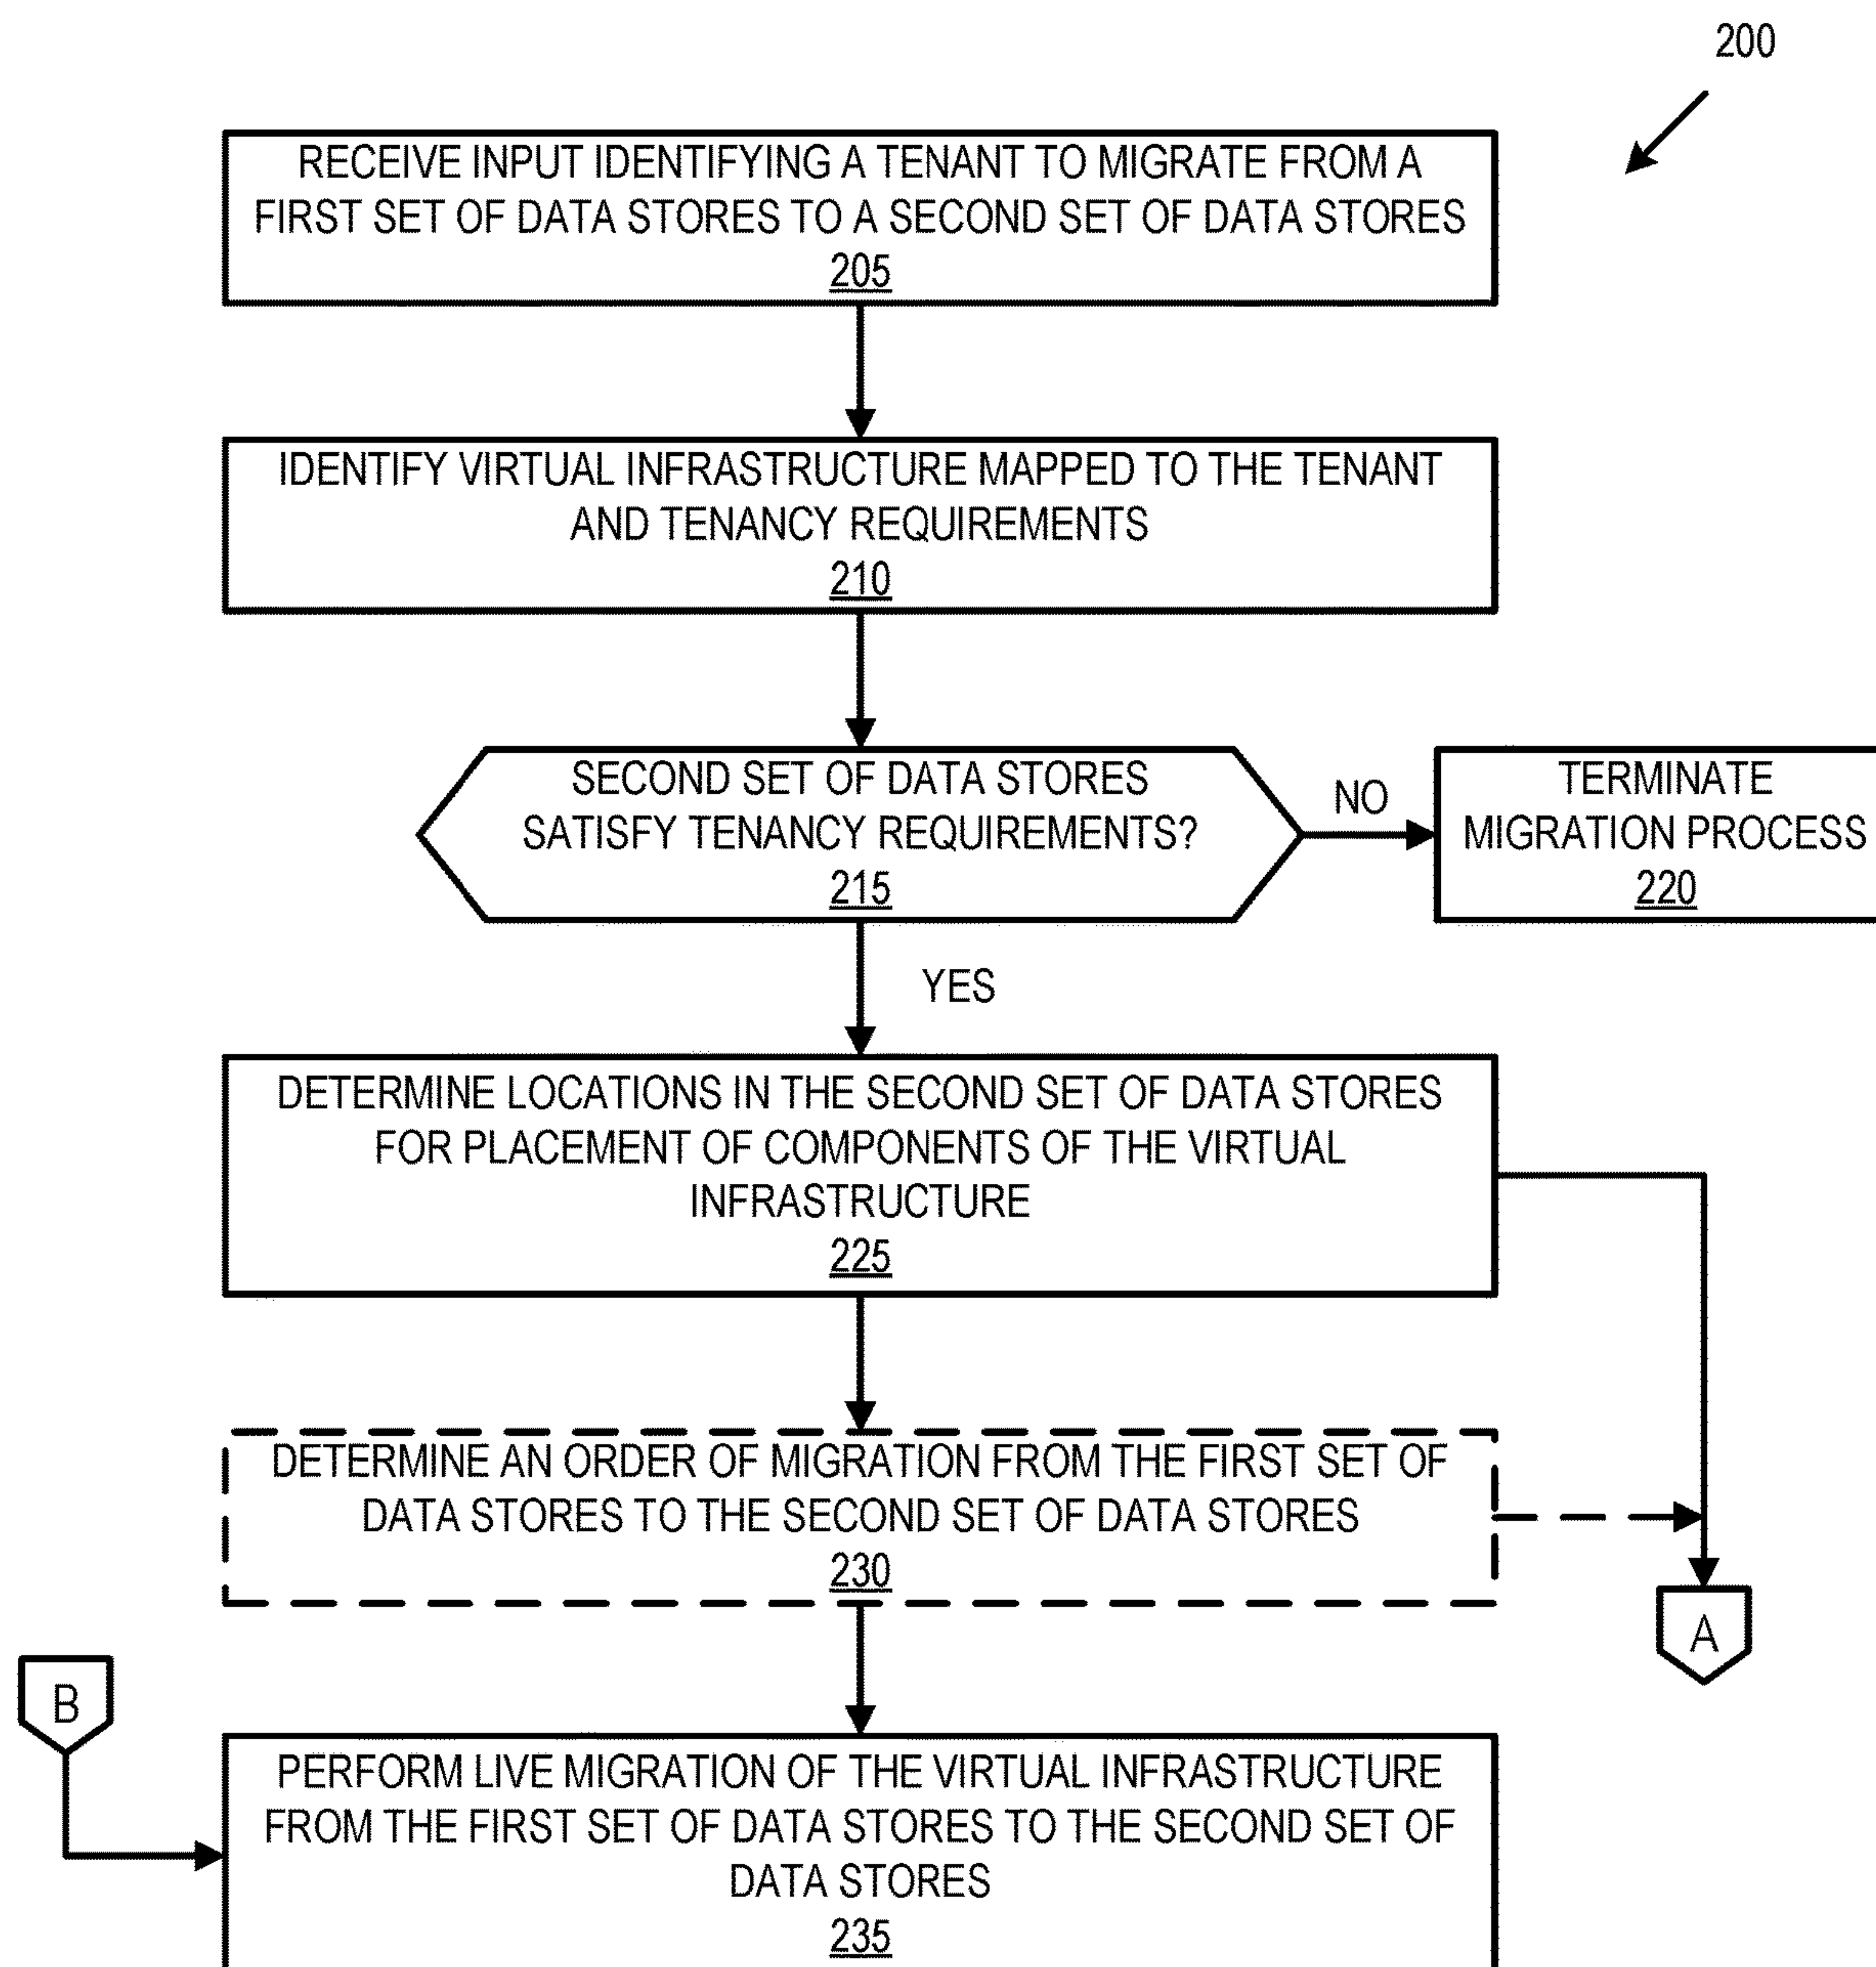 200
RECEIVE INPUT IDENTIFYING A TENANT TO MIGRATE FROM A
FIRST SET OF DATA STORES TO A SECOND SET OF DATA STORES
205
IDENTIFY VIRTUAL INFRASTRUCTURE MAPPED TO THE TENANT
AND TENANCY REQUIREMENTS
210
SECOND SET OF DATA STORES
SATISFY TENANCY REQUIREMENTS?
215
NO
TERMINATE
MIGRATION PROCESS
220
YES
DETERMINE LOCATIONS IN THE SECOND SET OF DATA STORES
FOR PLACEMENT OF COMPONENTS OF THE VIRTUAL
INFRASTRUCTURE
225
DETERMINE AN ORDER OF MIGRATION FROM THE FIRST SET OF
DATA STORES TO THE SECOND SET OF DATA STORES
230
A
B
PERFORM LIVE MIGRATION OF THE VIRTUAL INFRASTRUCTURE
FROM THE FIRST SET OF DATA STORES TO THE SECOND SET OF
DATA STORES
235